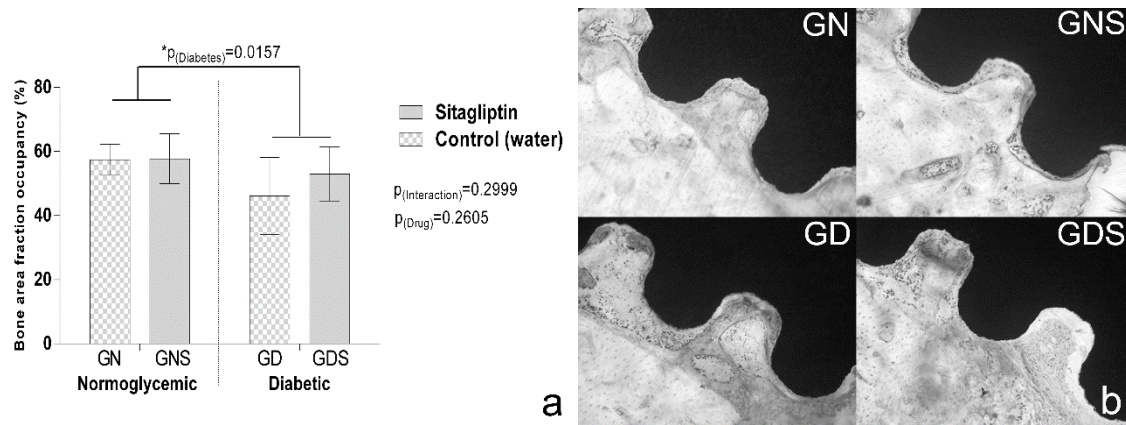 *p(Diabetes)=0.0157
Bone area fraction occupancy (%)
80
60
40
20
0
GN GNS GD GDS
Normoglycemic Diabetic
Sitagliptin
Control (water)
p(Interaction)=0.2999
p(Drug)=0.2605
a
GN
GNS
GD
GDS
b